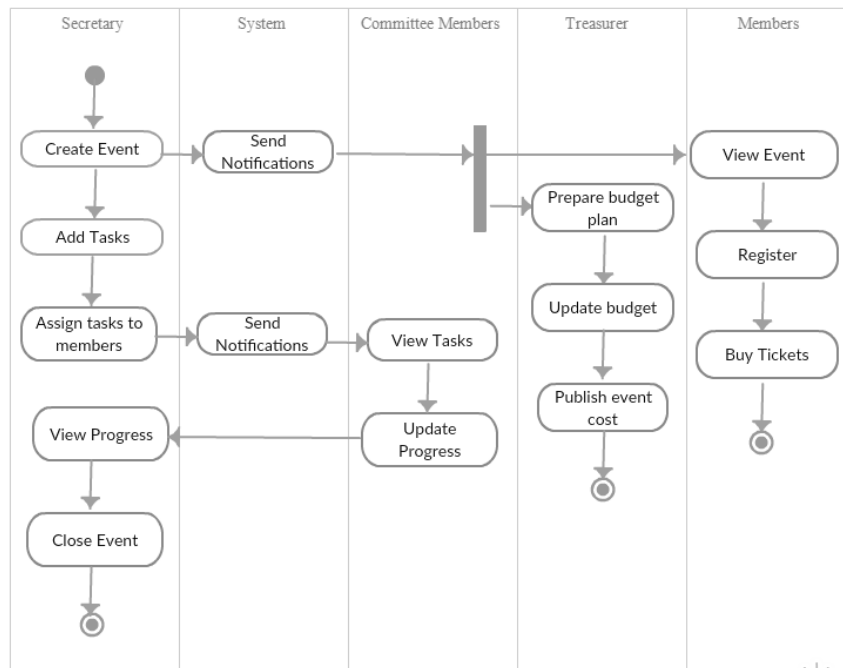 Secretary
System
Committee Members
Treasurer
Members
Create Event
Send
Notifications
View Event
Prepare budget
plan
Add Tasks
Register
Assign tasks to
members
Send
Notifications
View Tasks
Update budget
Buy Tickets
View Progress
Update
Progress
Publish event
cost
Close Event